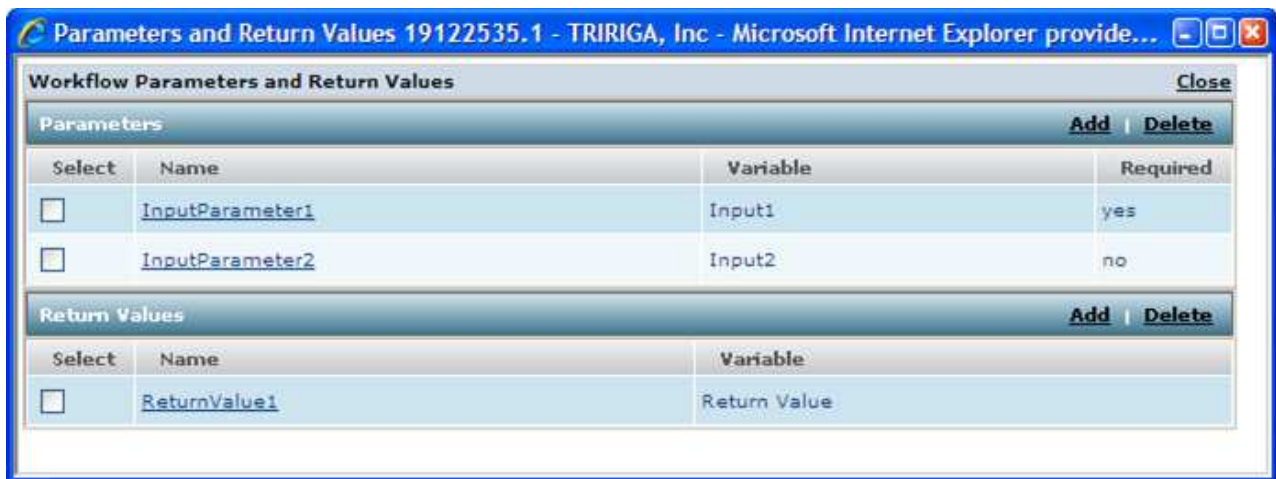 Parameters and Return Values 19122535.1 - TRIRIGA, Inc - Microsoft Internet Explorer provide...
Workflow Parameters and Return Values Close
Parameters Add | Delete
Select Name Variable Required
InputParameter1 Input1 yes
InputParameter2 Input2 no
Return Values Add | Delete
Select Name Variable
ReturnValue1 Return Value